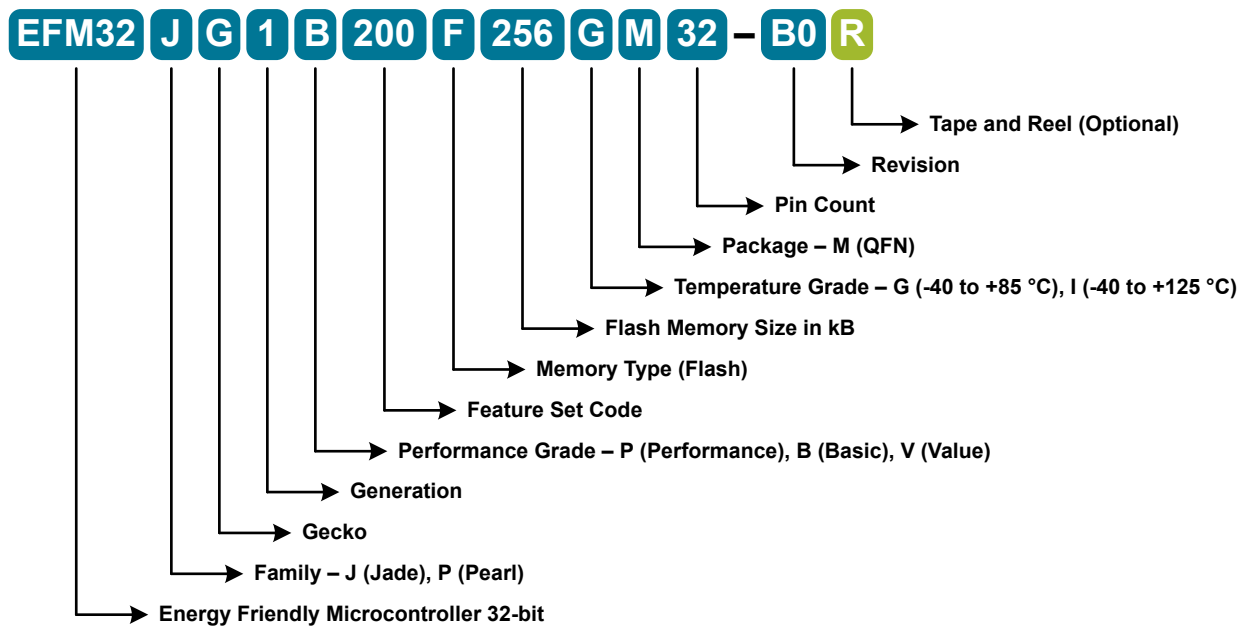 EFM32 J G 1 B 200 F 256 G M 32 – B0 R
Tape and Reel (Optional)
Revision
Pin Count
Package – M (QFN)
Temperature Grade – G (-40 to +85 °C), I (-40 to +125 °C)
Flash Memory Size in kB
Memory Type (Flash)
Feature Set Code
Performance Grade – P (Performance), B (Basic), V (Value)
Generation
Gecko
Family – J (Jade), P (Pearl)
Energy Friendly Microcontroller 32-bit